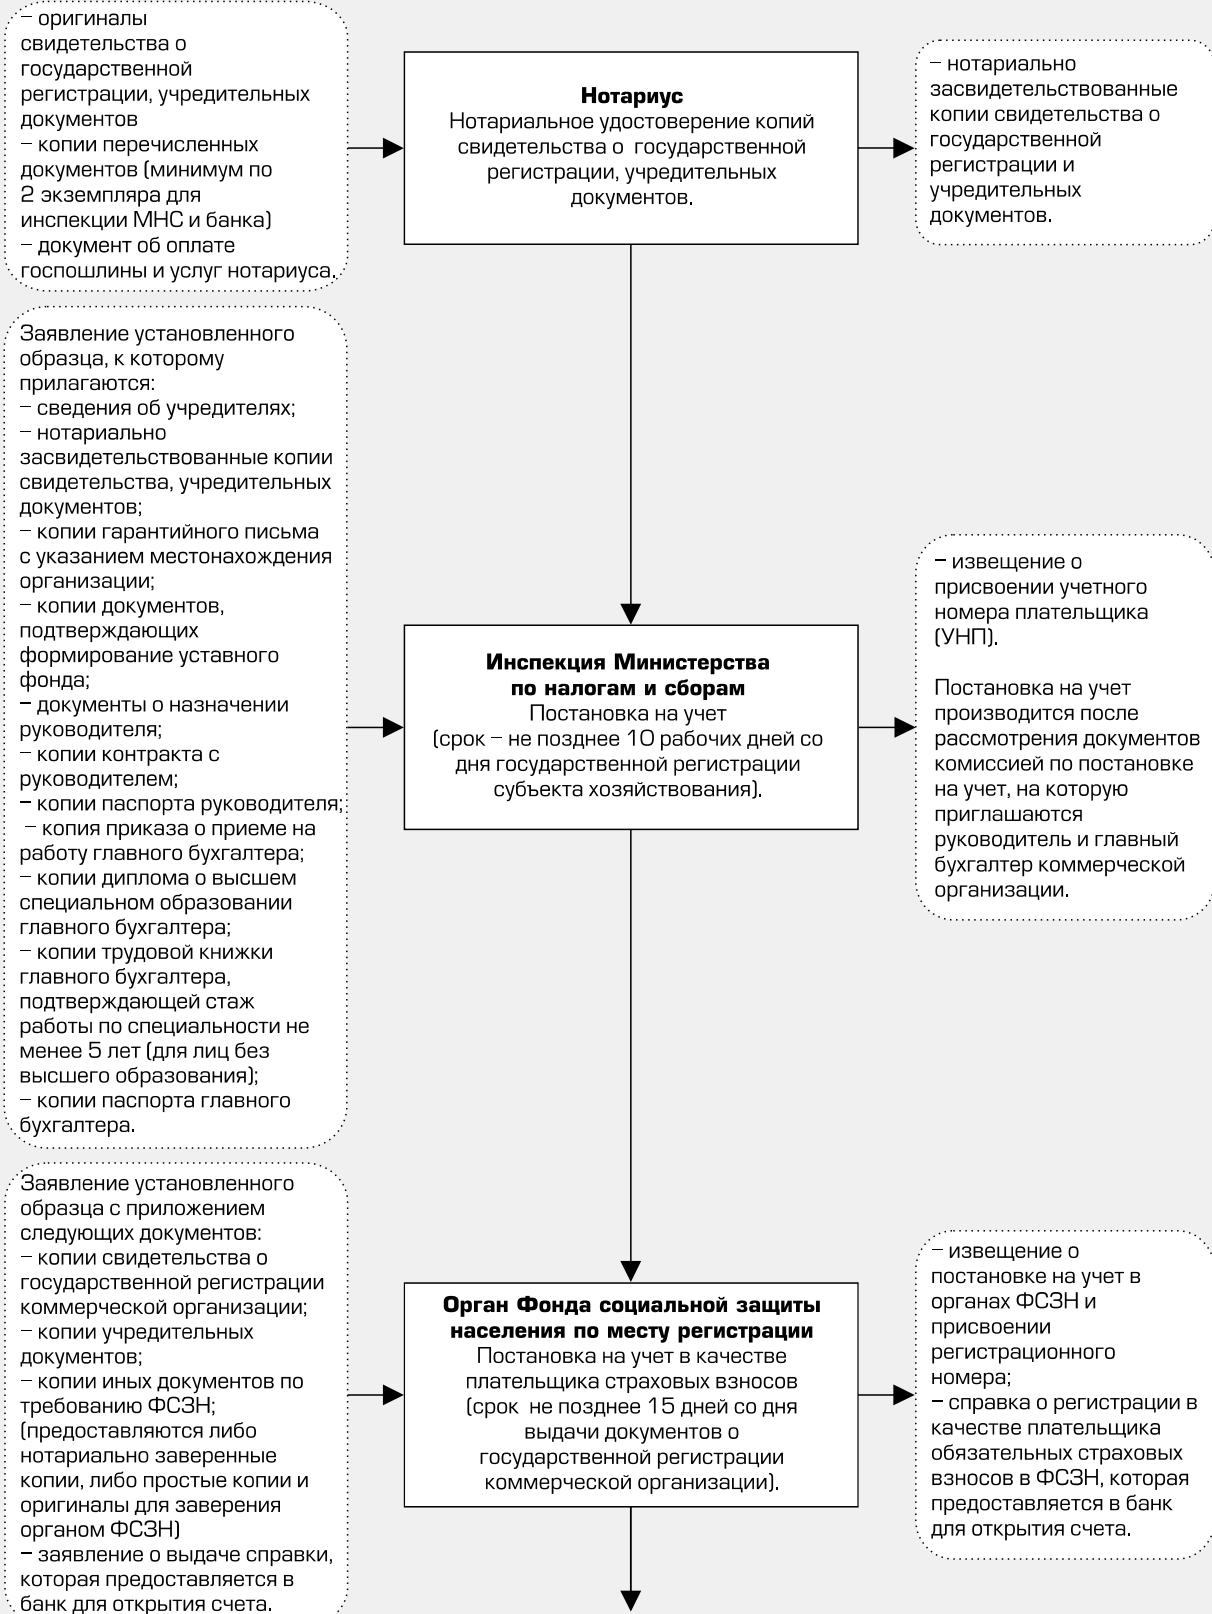 – оригиналы
свидетельства о
государственной
регистрации, учредительных
документов
– копии перечисленных
документов (минимум по
2 экземпляра для
инспекции МНС и банка)
– документ об оплате
госпошлины и услуг нотариуса.
Нотариус
Нотариальное удостоверение копий
свидетельства о государственной
регистрации, учредительных
документов.
– нотариально
засвидетельствованные
копии свидетельства о
государственной
регистрации и
учредительных
документов.
Заявление установленного
образца, к которому
прилагаются:
– сведения об учредителях;
– нотариально
засвидетельствованные копии
свидетельства, учредительных
документов;
– копии гарантийного письма
с указанием местонахождения
организации;
– копии документов,
подтверждающих
формирование уставного
фонда;
– документы о назначении
руководителя;
– копии контракта с
руководителем;
– копии паспорта руководителя;
– копия приказа о приеме на
работу главного бухгалтера;
– копии диплома о высшем
специальном образовании
главного бухгалтера;
– копии трудовой книжки
главного бухгалтера,
подтверждающей стаж
работы по специальности не
менее 5 лет (для лиц без
высшего образования);
– копии паспорта главного
бухгалтера.
Инспекция Министерства
по налогам и сборам
Постановка на учет
(срок – не позднее 10 рабочих дней со
дня государственной регистрации
субъекта хозяйствования).
– извещение о
присвоении учетного
номера плательщика
(УНП).
Постановка на учет
производится после
рассмотрения документов
комиссией по постановке
на учет, на которую
приглашаются
руководитель и главный
бухгалтер коммерческой
организации.
Заявление установленного
образца с приложением
следующих документов:
– копии свидетельства о
государственной регистрации
коммерческой организации;
– копии учредительных
документов;
– копии иных документов по
требованию ФСЗН;
(предоставляются либо
нотариально заверенные
копии, либо простые копии и
оригиналы для заверения
органом ФСЗН)
– заявление о выдаче справки,
которая предоставляется в
банк для открытия счета.
Орган Фонда социальной защиты
населения по месту регистрации
Постановка на учет в качестве
плательщика страховых взносов
(срок не позднее 15 дней со дня
выдачи документов о
государственной регистрации
коммерческой организации).
– извещение о
постановке на учет в
органах ФСЗН и
присвоении
регистрационного
номера;
– справка о регистрации в
качестве плательщика
обязательных страховых
взносов в ФСЗН, которая
предоставляется в банк
для открытия счета.